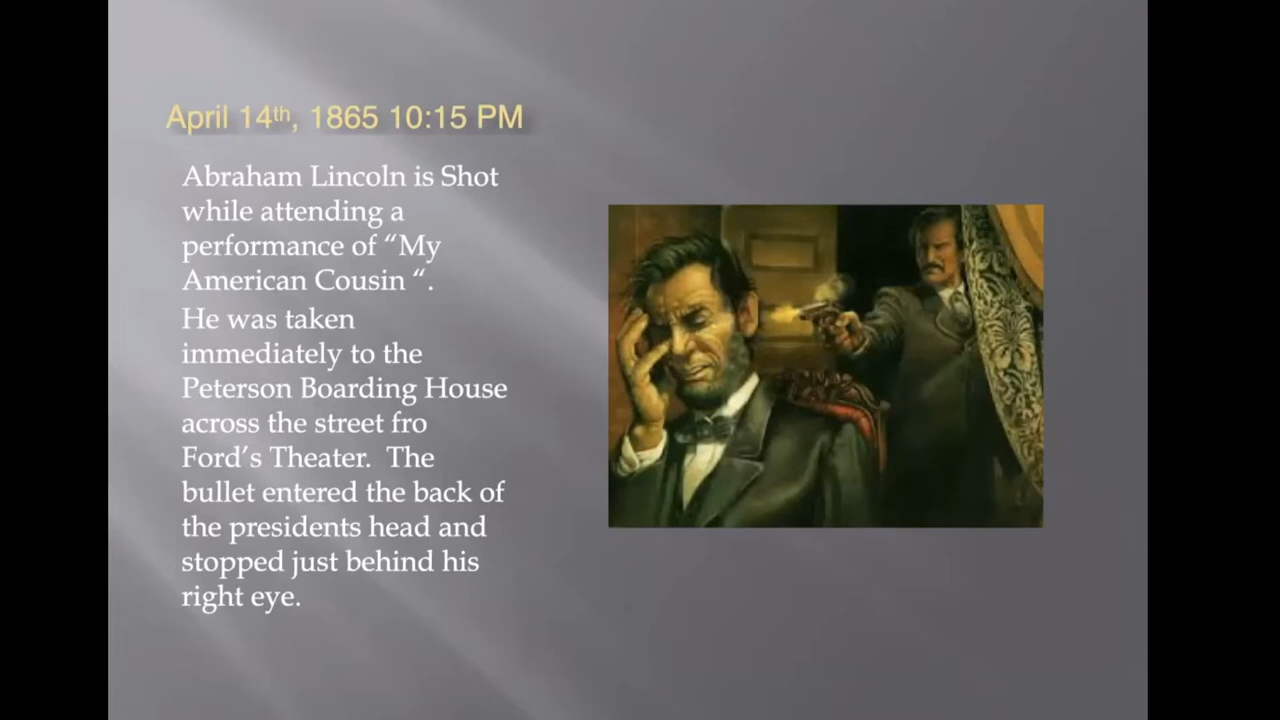 April 14th, 1865 10:15 PM
Abraham Lincoln is Shot
while attending a
performance of “My
American Cousin “.
He was taken
immediately to the
Peterson Boarding House
across the street fro
Ford’s Theater.  The
bullet entered the back of
the presidents head and
stopped just behind his
right eye.